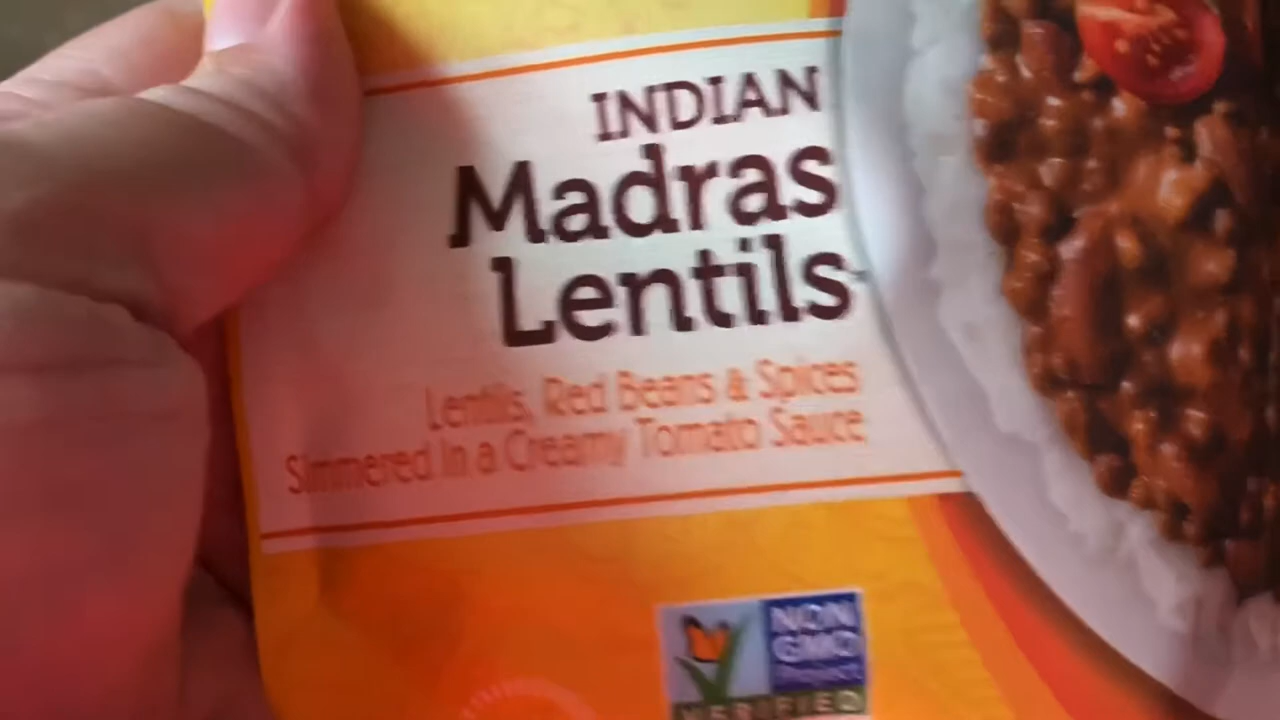 INDIAN
Madras
Lentils
Lentils, Red Beans & Spices
Simmered in a Creamy Tomato Sauce
NON
GMO
VERIFIED